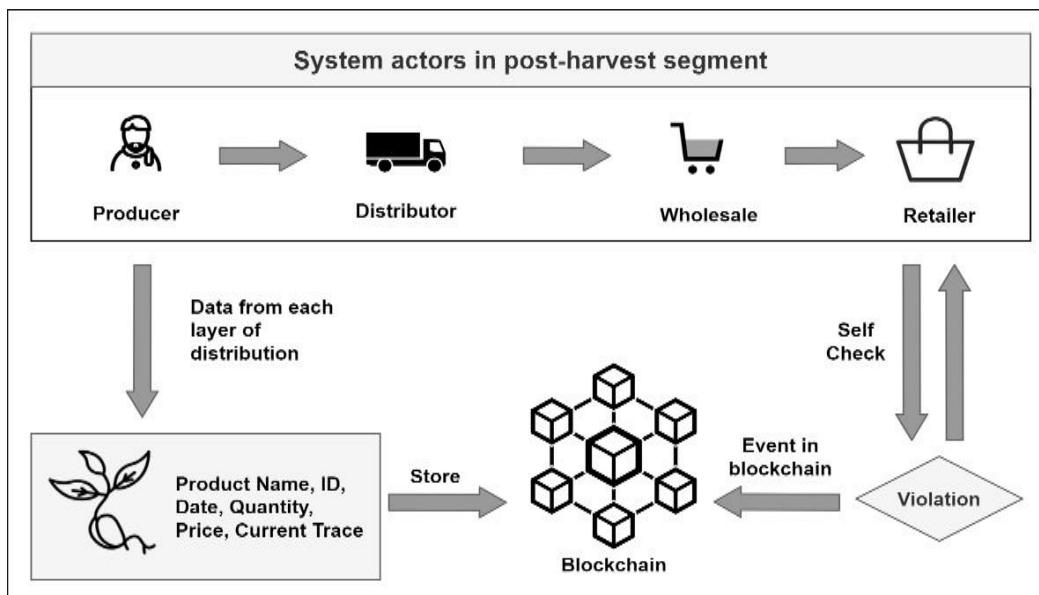 System actors in post-harvest segment
Producer
Distributor
Wholesale
Retailer
Data from each
layer of
distribution
Self
Check
Product Name, ID,
Date, Quantity,
Price, Current Trace
Store
Blockchain
Event in
blockchain
Violation